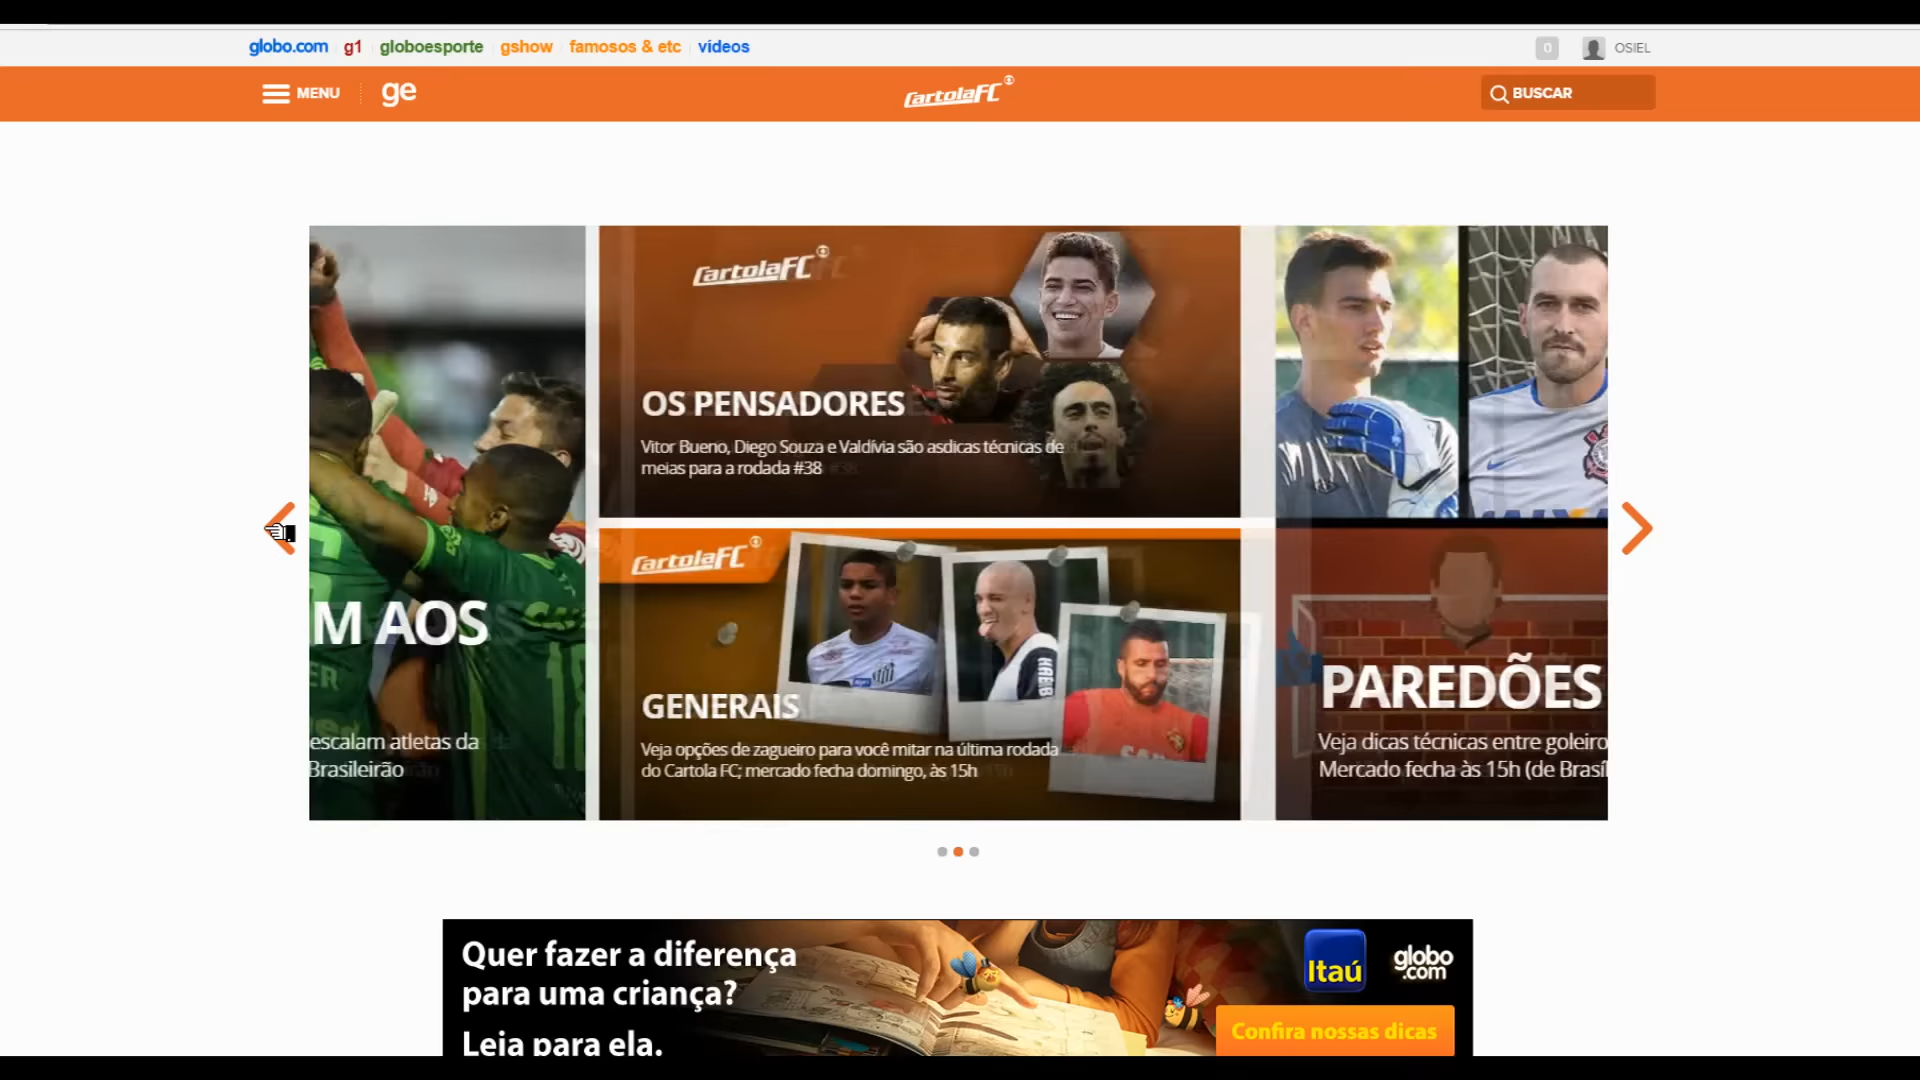 globo.com g1 globoesporte gshow famosos & etc vídeos
0 OSIEL
MENU ge CartolaFC BUSCAR
CartolaFC
OS PENSADORES
Vitor Bueno, Diego Souza e Valdívia são asdicas técnicas de
meias para a rodada #38
M AOS
escalam atletas da
Brasileirão
CartolaFC
GENERAIS
Veja opções de zagueiro para você mitar na última rodada
do Cartola FC; mercado fecha domingo, às 15h
PAREDÕES
Veja dicas técnicas entre goleiro
Mercado fecha às 15h (de Brasíl
Quer fazer a diferença
para uma criança?
Leia para ela.
Itaú
globo
.com
Confira nossas dicas